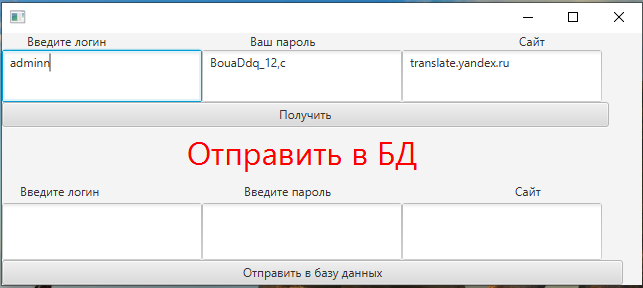 Введите логин Ваш пароль Сайт
adminn BouaDdq_12,c translate.yandex.ru
Получить
Отправить в БД
Введите логин Введите пароль Сайт
Отправить в базу данных